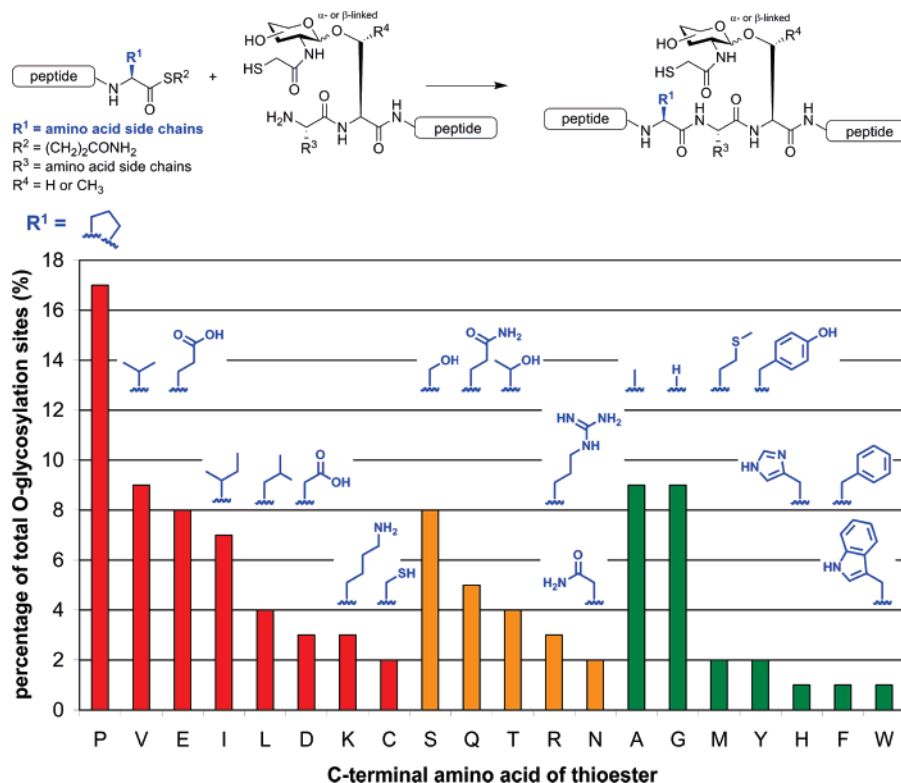 α- or β-linked
R4
O
O
HO
N
H
HS
O
peptide
R1
N
H
O
SR2
+
H2N
R3
O
H
N
O
H
N
peptide
α- or β-linked
R4
O
O
HO
N
H
HS
O
peptide
N
H
R1
O
H
N
R3
O
H
N
O
H
N
peptide
R1 = amino acid side chains
R2 = (CH2)2CONH2
R3 = amino acid side chains
R4 = H or CH3
R1 =
percentage of total O-glycosylation sites (%)
18
16
14
12
10
8
6
4
2
0
O OH
OH
O NH2
OH
H
S
OH
O
OH
HN NH2
NH
HN N
NH2
SH
O
H2N
HN
P V E I L D K C S Q T R N A G M Y H F W
C-terminal amino acid of thioester